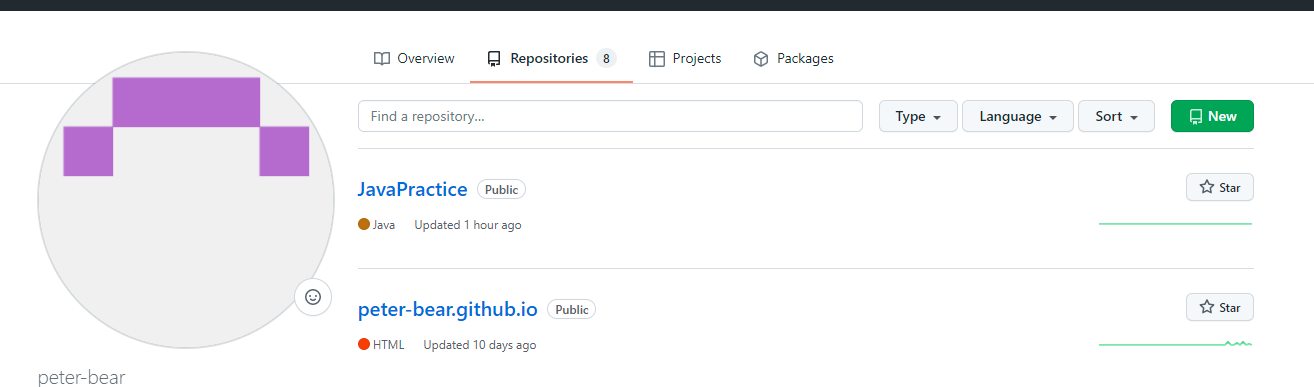 Overview Repositories 8 Projects Packages
Find a repository... Type Language Sort New
JavaPractice Public Star
Java Updated 1 hour ago
peter-bear.github.io Public Star
HTML Updated 10 days ago
peter-bear